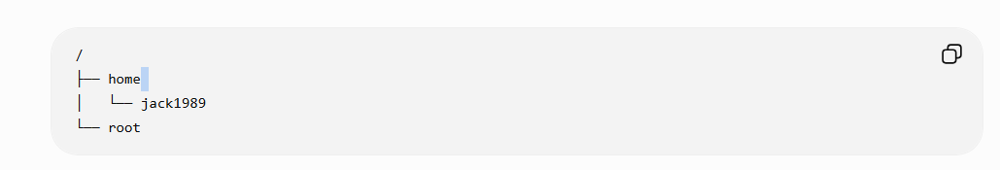 /
├── home
│   └── jack1989
└── root